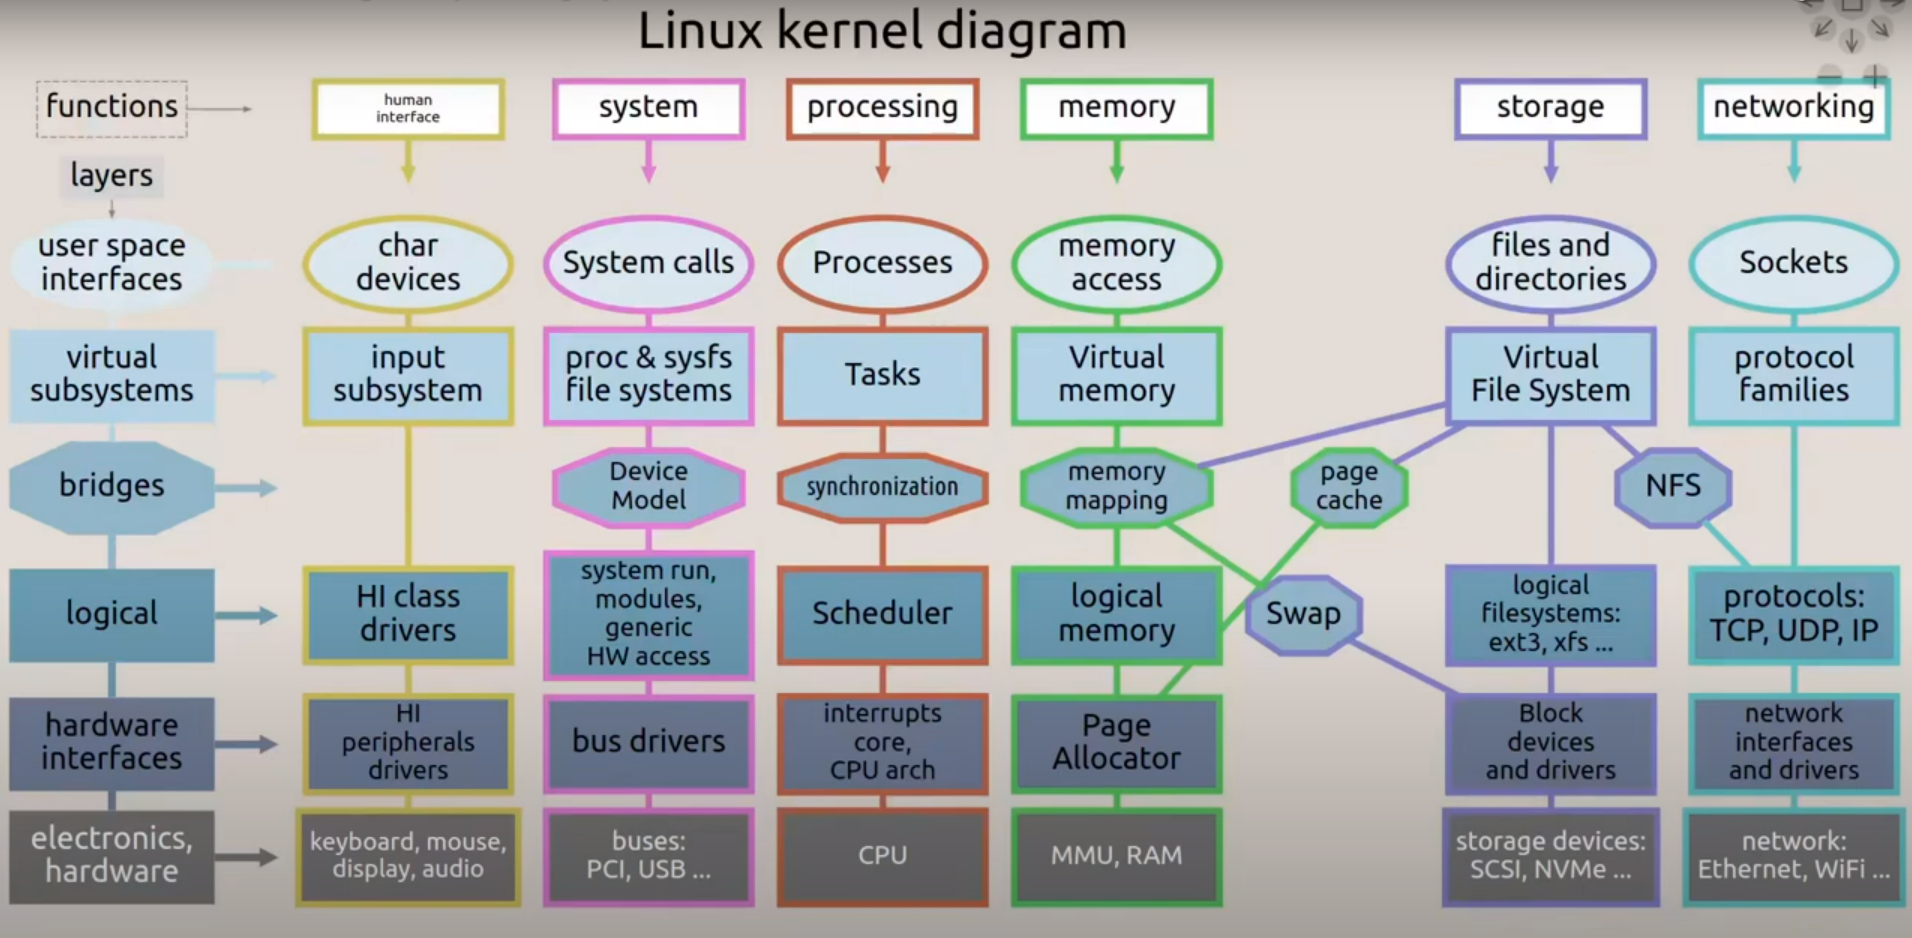 Linux kernel diagram
functions
human
interface
system
processing
memory
storage
networking
layers
user space
interfaces
char
devices
System calls
Processes
memory
access
files and
directories
Sockets
virtual
subsystems
input
subsystem
proc & sysfs
file systems
Tasks
Virtual
memory
Virtual
File System
protocol
families
bridges
Device
Model
synchronization
memory
mapping
page
cache
NFS
logical
HI class
drivers
system run,
modules,
generic
HW access
Scheduler
logical
memory
Swap
logical
filesystems:
ext3, xfs ...
protocols:
TCP, UDP, IP
hardware
interfaces
HI
peripherals
drivers
bus drivers
interrupts
core,
CPU arch
Page
Allocator
Block
devices
and drivers
network
interfaces
and drivers
electronics,
hardware
keyboard, mouse,
display, audio
buses:
PCI, USB ...
CPU
MMU, RAM
storage devices:
SCSI, NVMe ...
network:
Ethernet, WiFi ...